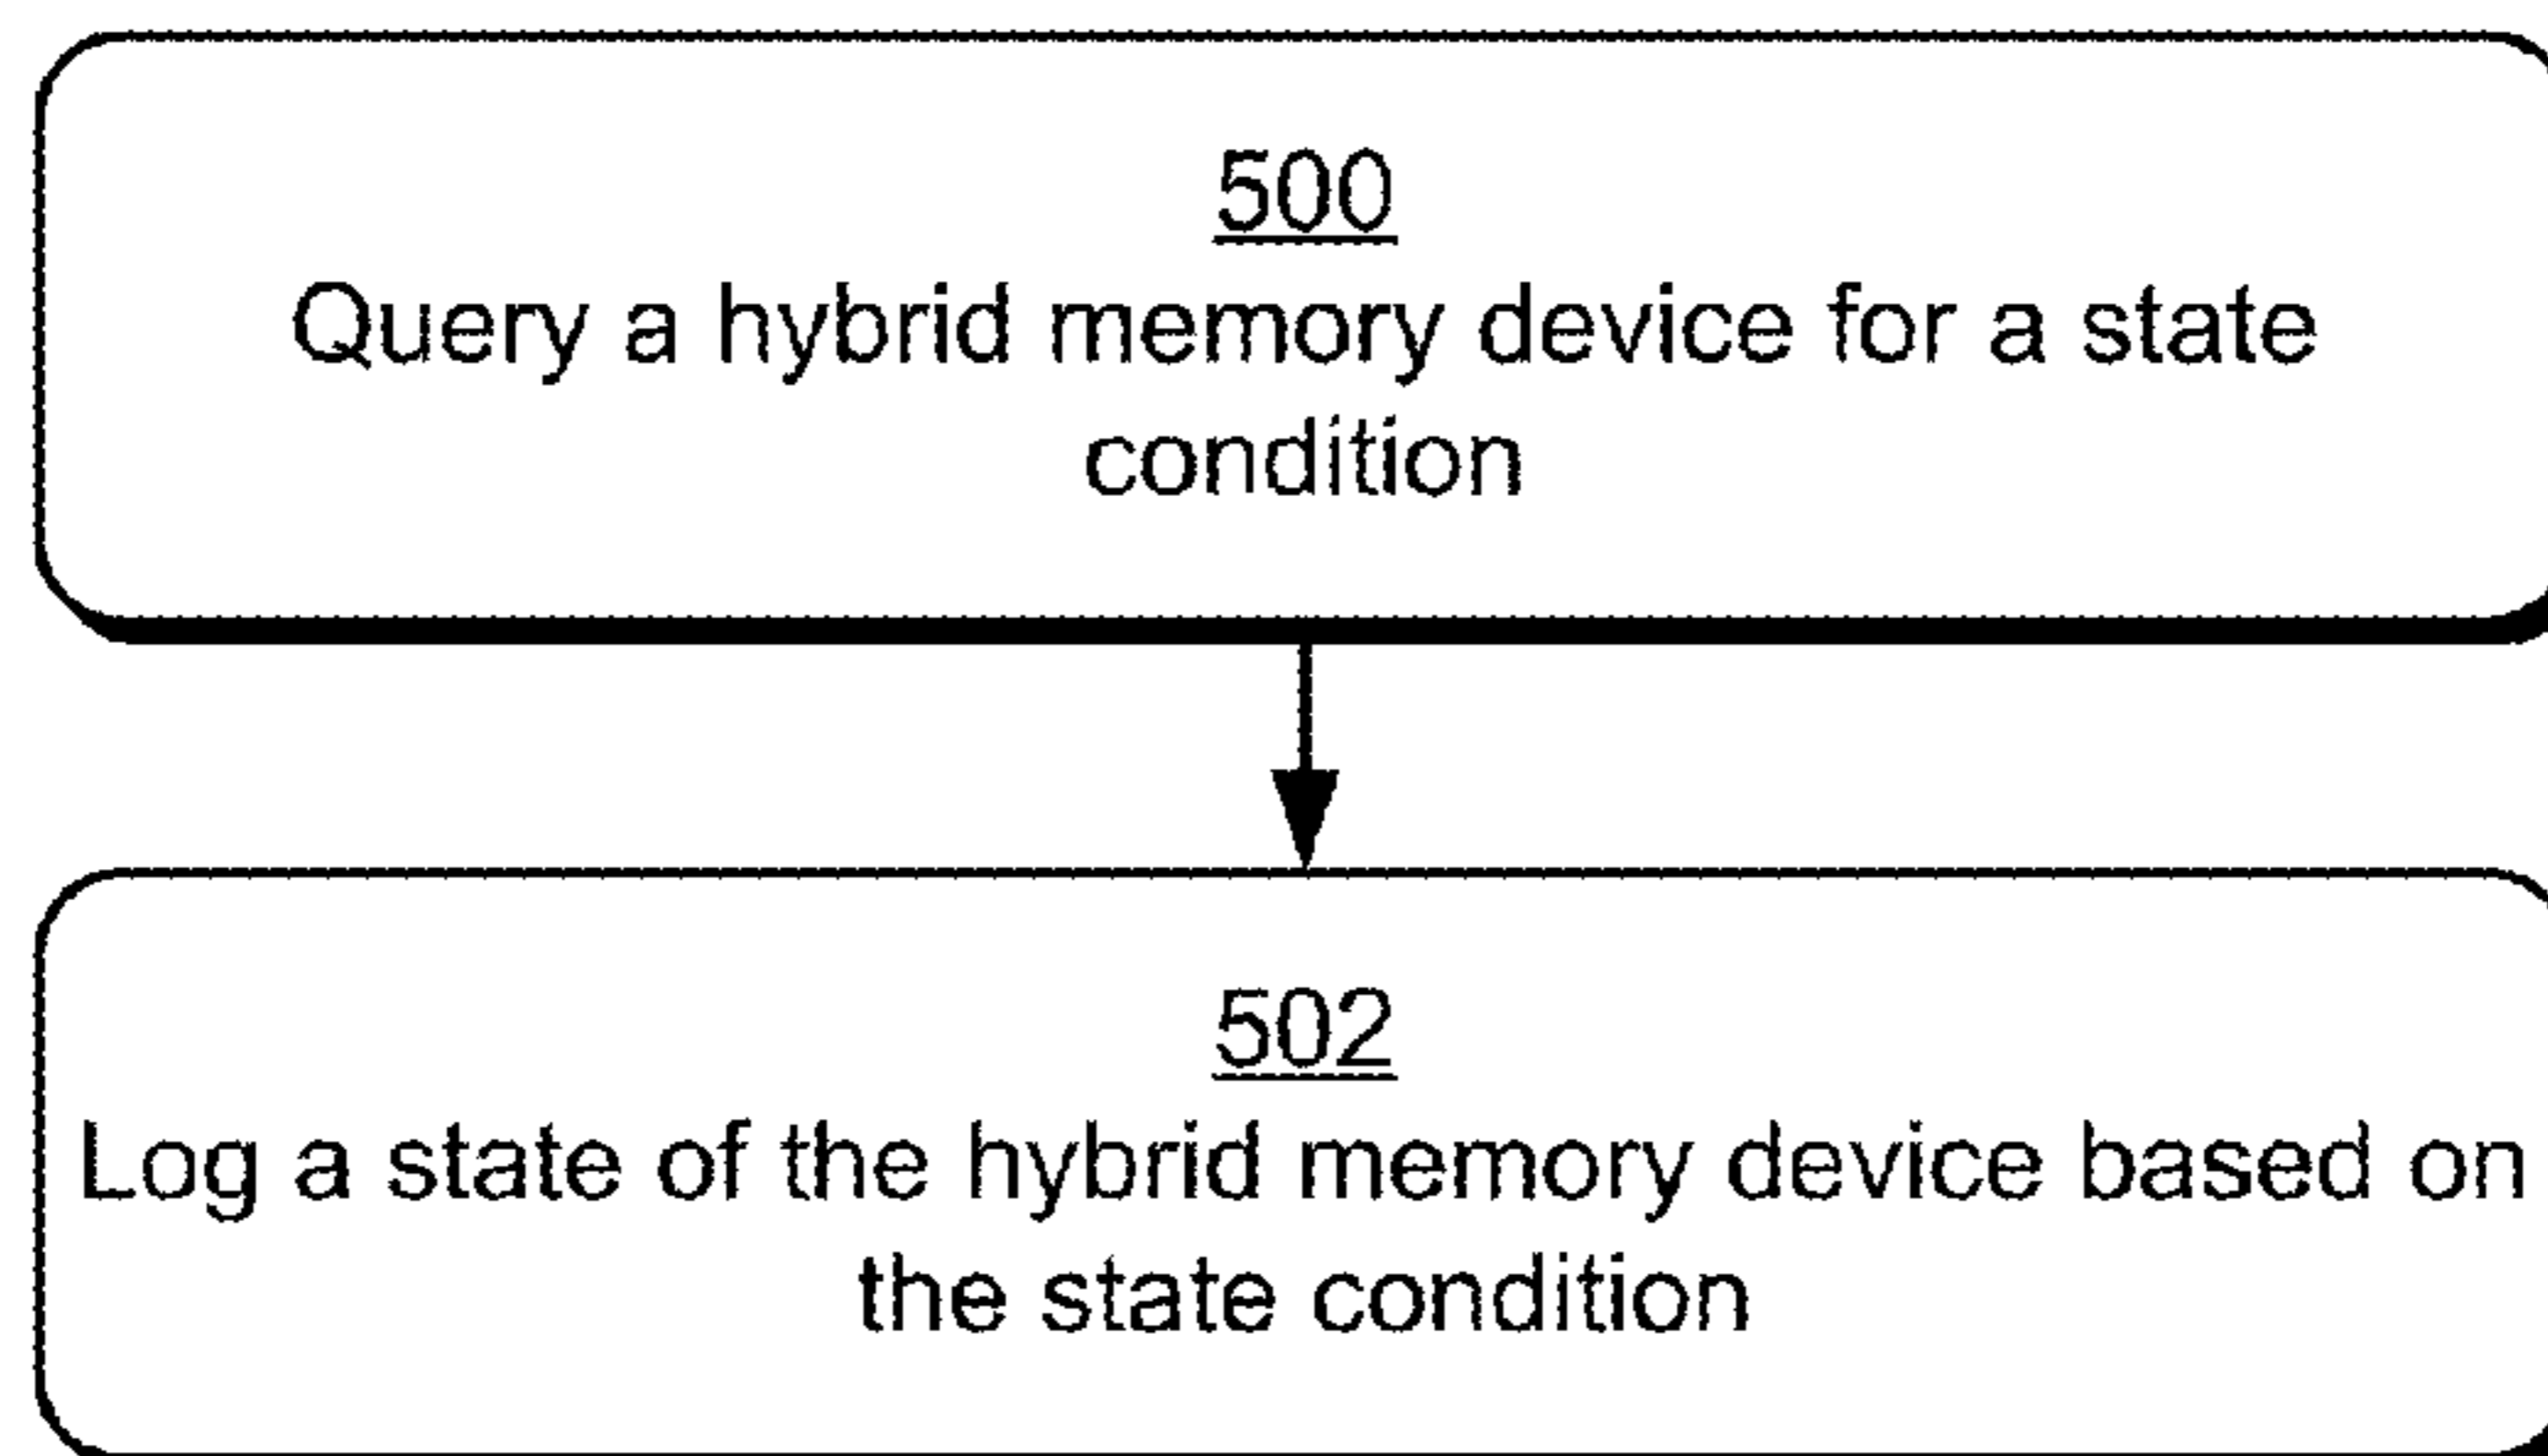 500
Query a hybrid memory device for a state
condition
502
Log a state of the hybrid memory device based on
the state condition